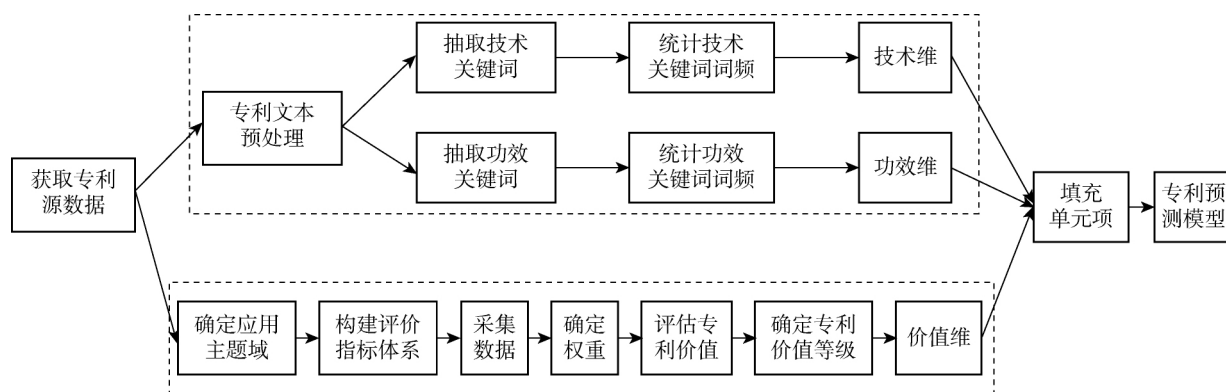 抽取技术
关键词
统计技术
关键词词频
技术维
专利文本
预处理
抽取功效
关键词
统计功效
关键词词频
功效维
获取专利
源数据
填充
单元项
专利预
测模型
确定应用
主题域
构建评价
指标体系
采集
数据
确定
权重
评估专
利价值
确定专利
价值等级
价值维